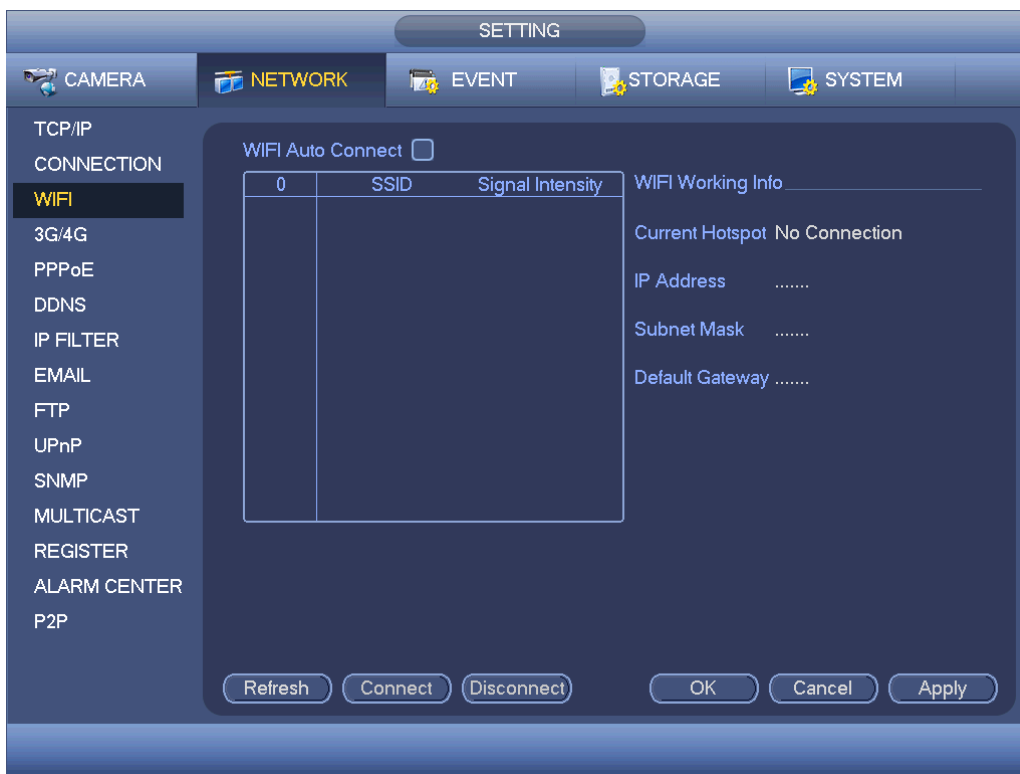 SETTING
CAMERA NETWORK EVENT STORAGE SYSTEM
TCP/IP
CONNECTION
WIFI
3G/4G
PPPoE
DDNS
IP FILTER
EMAIL
FTP
UPnP
SNMP
MULTICAST
REGISTER
ALARM CENTER
P2P
WIFI Auto Connect
0 SSID Signal Intensity
WIFI Working Info
Current Hotspot No Connection
IP Address .......
Subnet Mask .......
Default Gateway .......
Refresh Connect Disconnect OK Cancel Apply